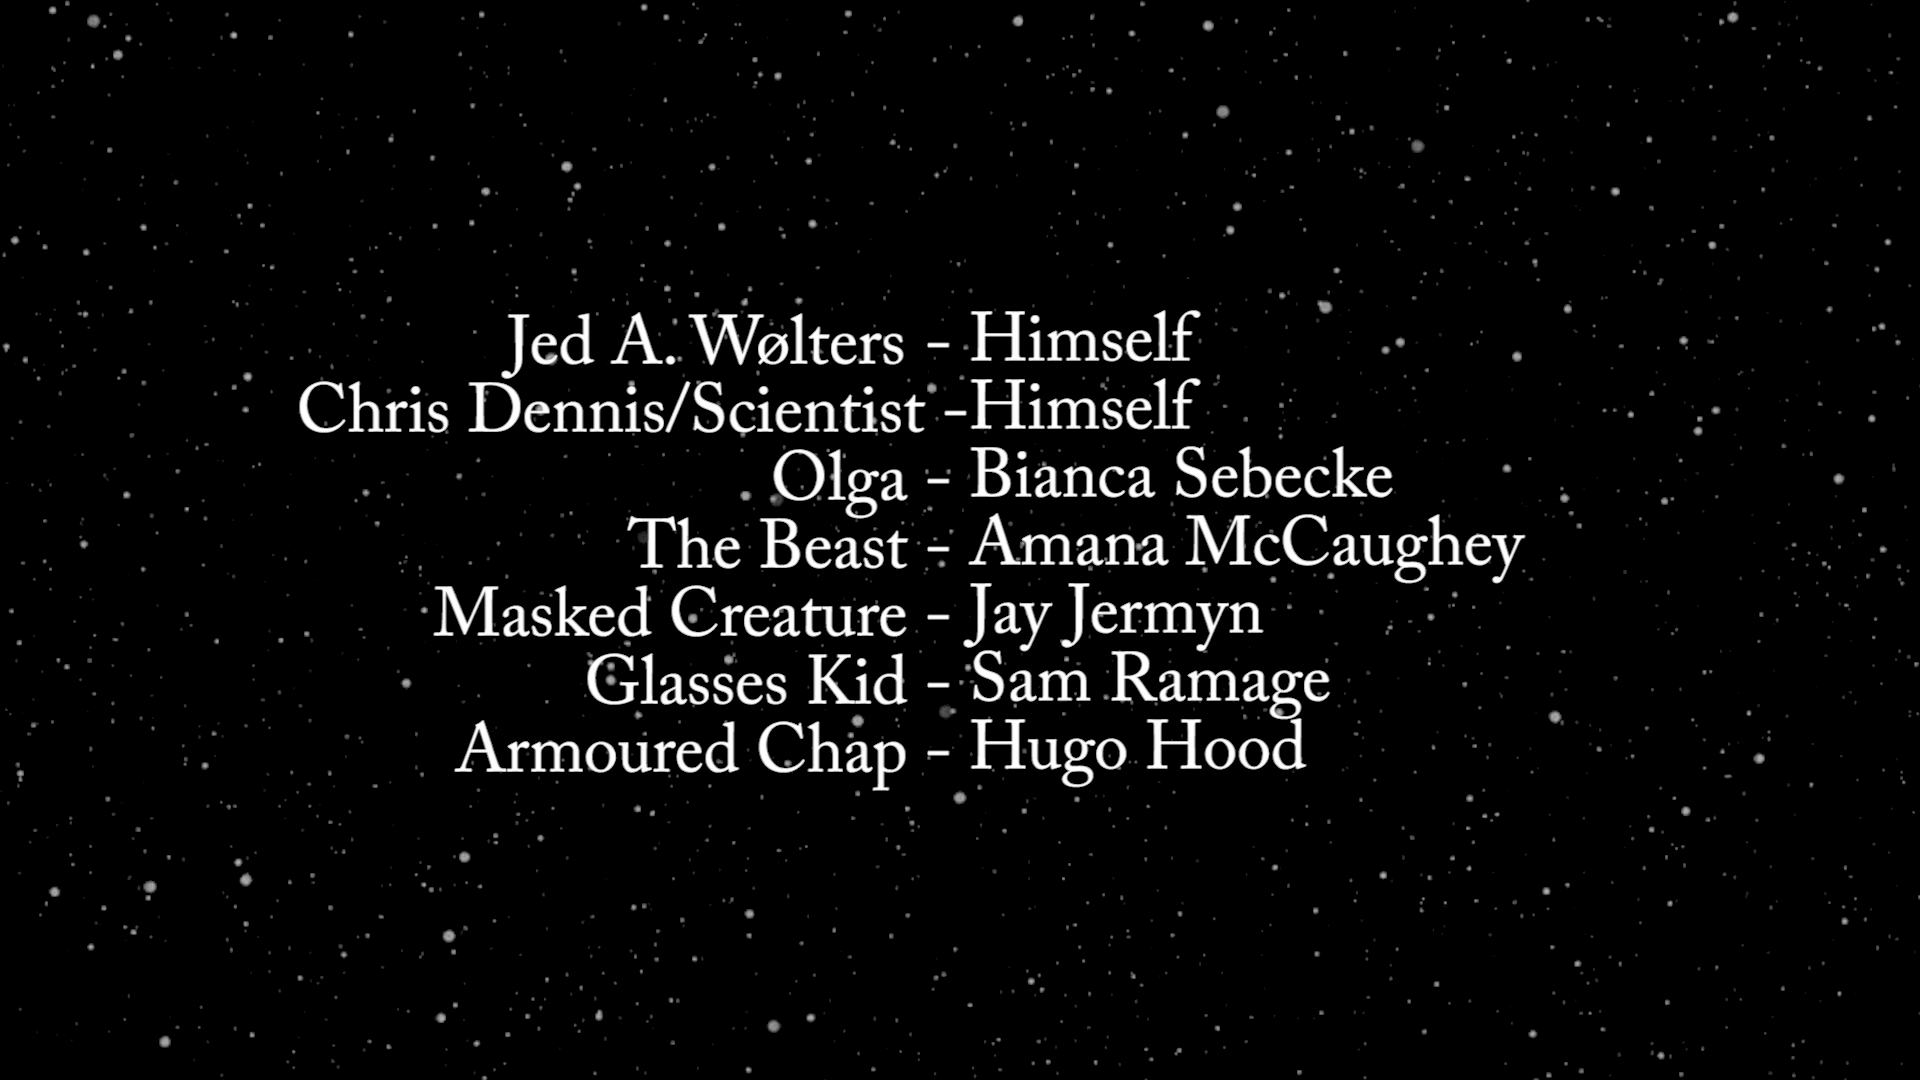 Jed A. Wølters - Himself
Chris Dennis/Scientist -Himself
Olga - Bianca Sebecke
The Beast - Amana McCaughey
Masked Creature - Jay Jermyn
Glasses Kid - Sam Ramage
Armoured Chap - Hugo Hood